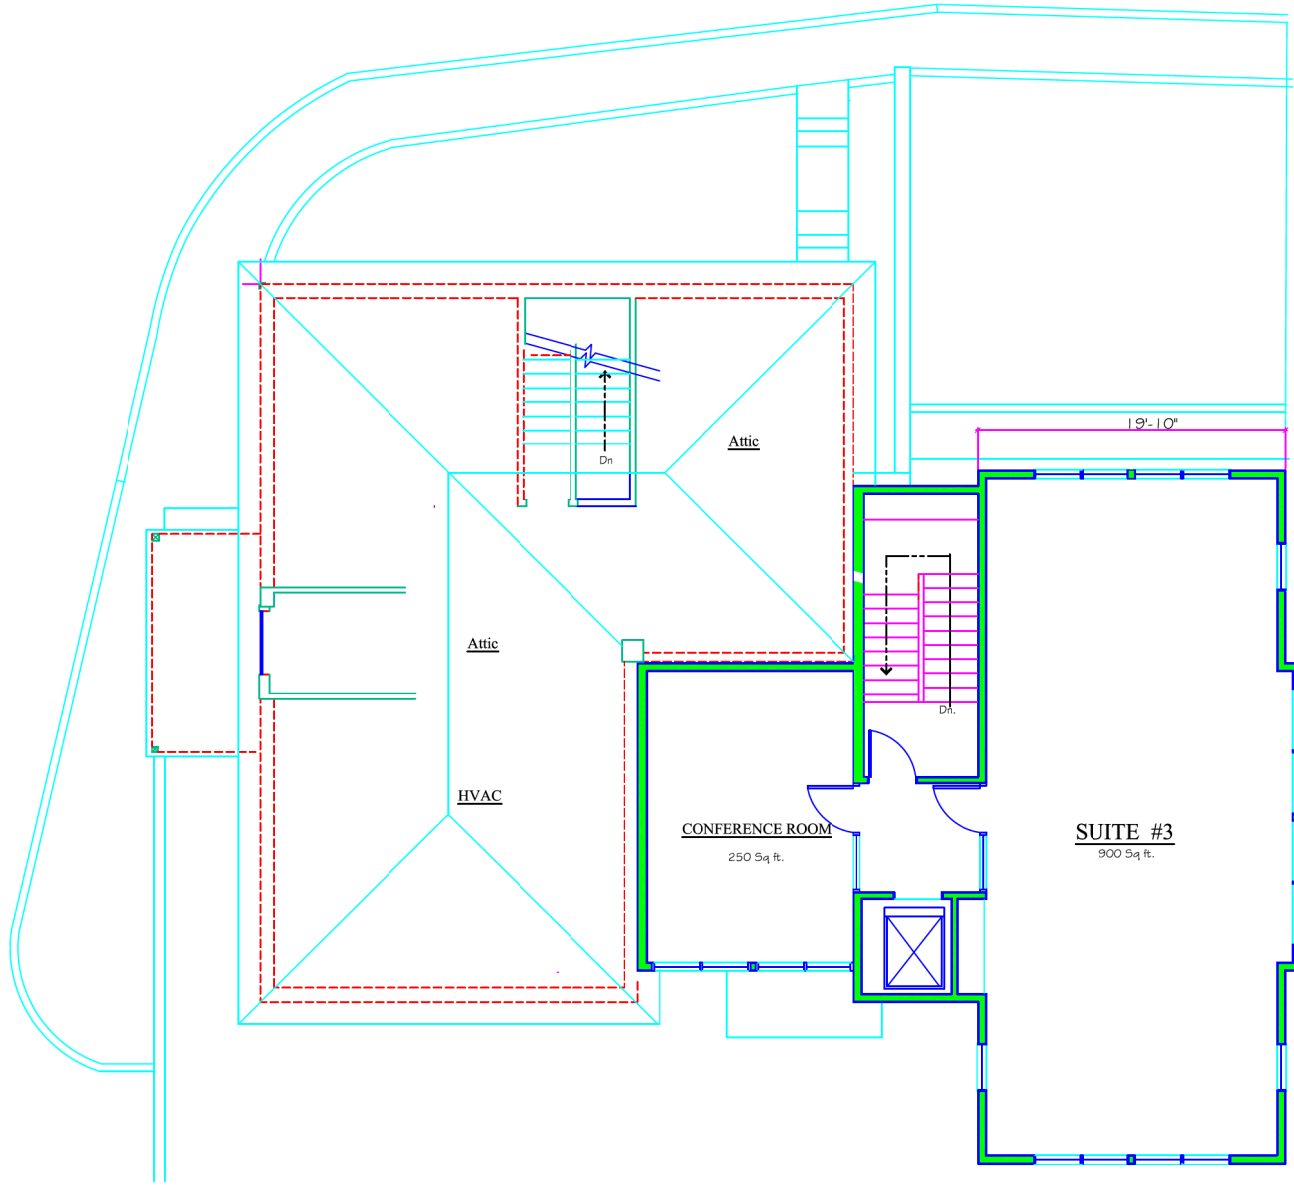 19'-10"
Attic
Dn
Attic
Dn.
HVAC
CONFERENCE ROOM
250 Sq ft.
SUITE #3
900 Sq ft.